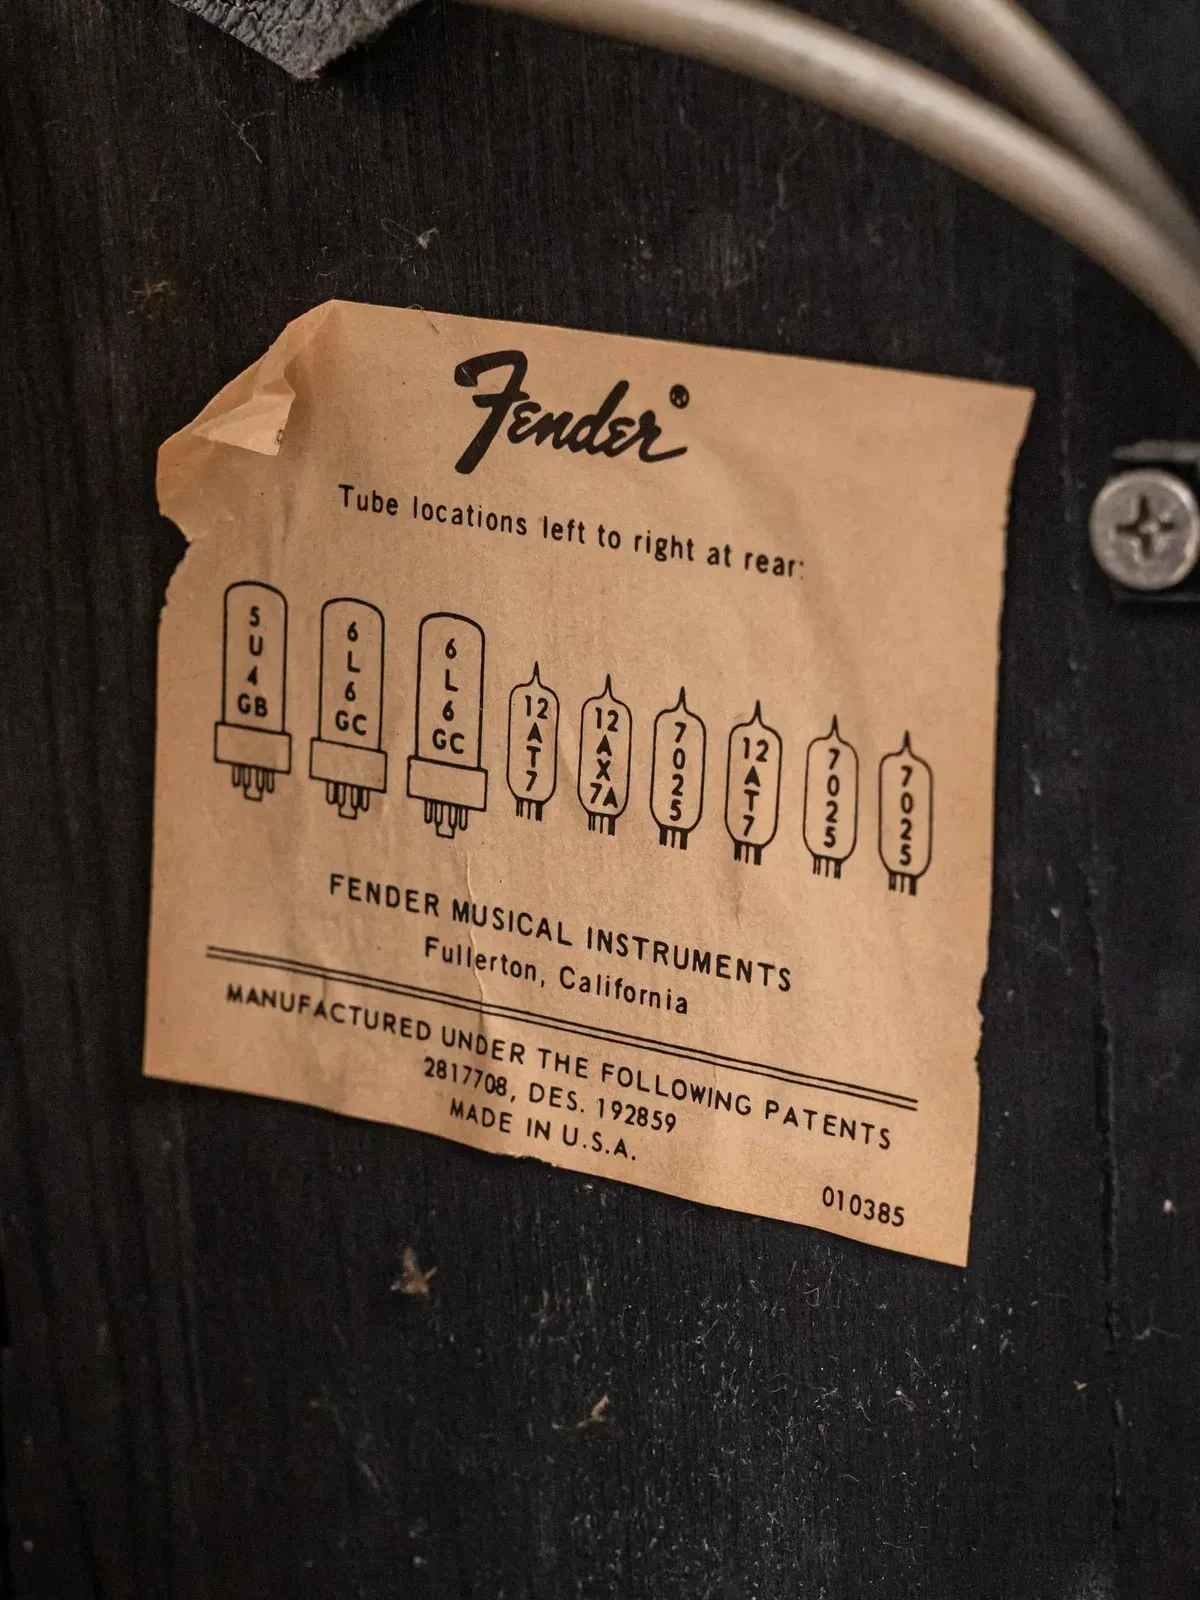 Fender®
Tube locations left to right at rear:
5U4GB 6L6GC 6L6GC 12AT7 12AX7A 7025 12AT7 7025 7025
FENDER MUSICAL INSTRUMENTS
Fullerton, California
MANUFACTURED UNDER THE FOLLOWING PATENTS
2817708, DES. 192859
MADE IN U.S.A.
010385